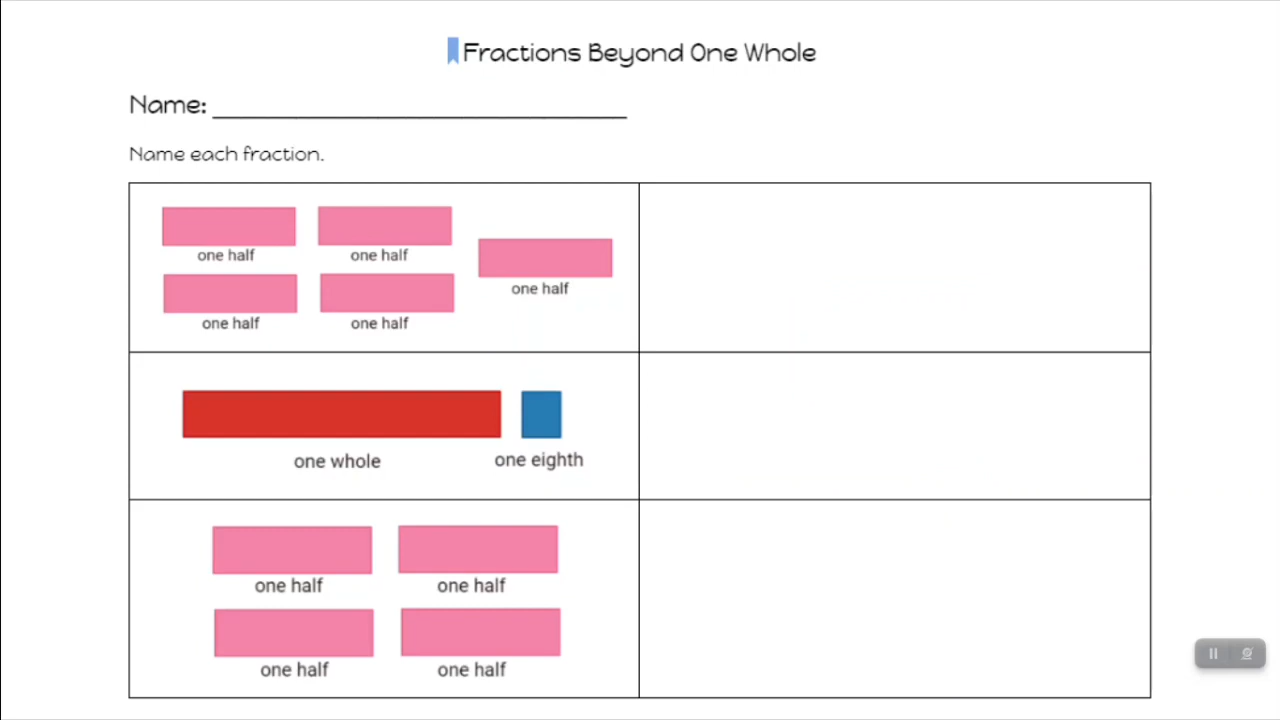 Fractions Beyond One Whole
Name: ____________________
Name each fraction.
one half one half
one half
one half one half
one whole one eighth
one half one half
one half one half